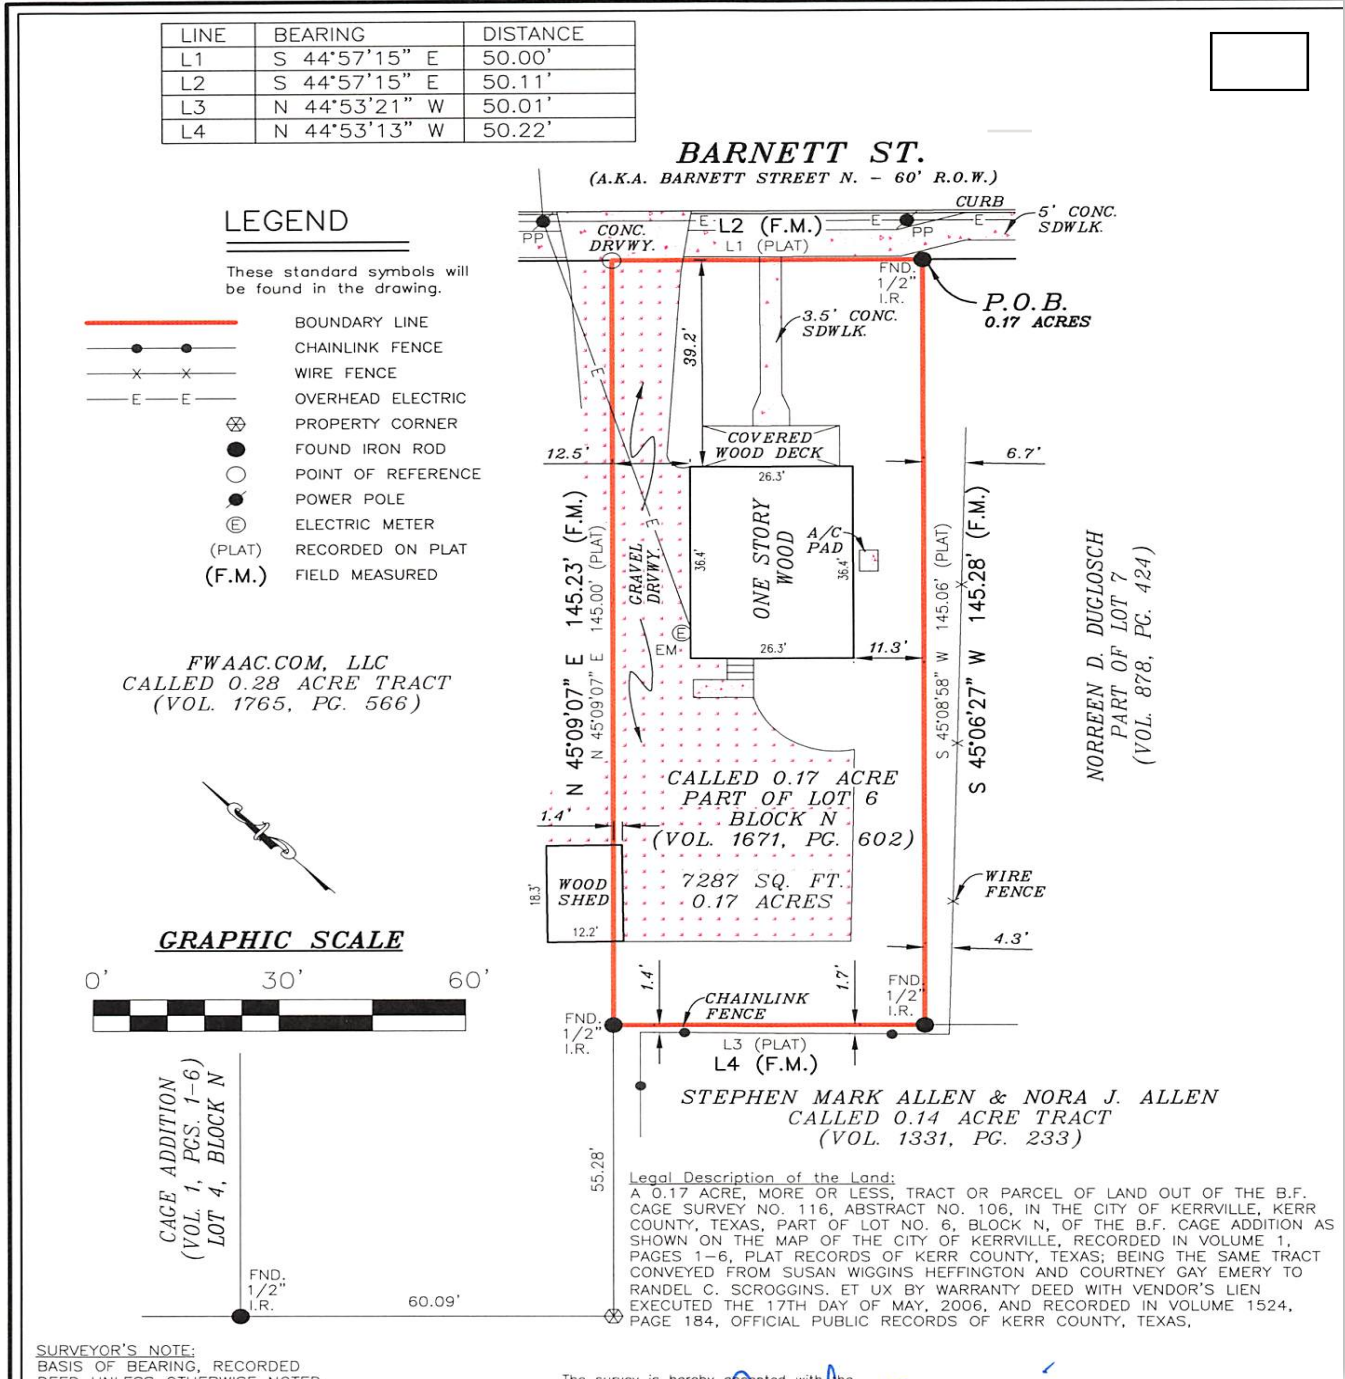 LINE BEARING DISTANCE
L1 S 44°57'15" E 50.00'
L2 S 44°57'15" E 50.11'
L3 N 44°53'21" W 50.01'
L4 N 44°53'13" W 50.22'
BARNETT ST.
(A.K.A. BARNETT STREET N. - 60' R.O.W.)
LEGEND
These standard symbols will
be found in the drawing.
BOUNDARY LINE
CHAINLINK FENCE
WIRE FENCE
E E OVERHEAD ELECTRIC
PROPERTY CORNER
FOUND IRON ROD
POINT OF REFERENCE
POWER POLE
E ELECTRIC METER
(PLAT) RECORDED ON PLAT
(F.M.) FIELD MEASURED
CURB
5' CONC.
SDWLK.
PP
CONC.
DRVWY.
E L2 (F.M.) E
PP
E
L1 (PLAT)
FND.
1/2"
I.R.
P.O.B.
0.17 ACRES
3.5' CONC.
SDWLK.
39.2'
E
COVERED
WOOD DECK
12.5'
6.7'
26.3'
ONE STORY
WOOD
36.4'
36.4'
A/C
PAD
E
GRAVEL
DRVWY.
E
EM
26.3'
11.3'
N 45°09'07" E 145.23' (F.M.)
N 45°09'07" E 145.00' (PLAT)
S 45°08'58" W 145.06' (PLAT)
S 45°06'27" W 145.28' (F.M.)
NORREEN D. DUGLOSCH
PART OF LOT 7
(VOL. 878, PG. 424)
FWAAC.COM, LLC
CALLED 0.28 ACRE TRACT
(VOL. 1765, PG. 566)
CALLED 0.17 ACRE
PART OF LOT 6
BLOCK N
(VOL. 1671, PG. 602)
7287 SQ. FT.
0.17 ACRES
1.4'
WOOD
SHED
18.3'
12.2'
WIRE
FENCE
4.3'
GRAPHIC SCALE
0' 30' 60'
1.4'
1.7'
CHAINLINK
FENCE
FND.
1/2"
I.R.
FND.
1/2"
I.R.
L3 (PLAT)
L4 (F.M.)
STEPHEN MARK ALLEN & NORA J. ALLEN
CALLED 0.14 ACRE TRACT
(VOL. 1331, PG. 233)
CAGE ADDITION
(VOL. 1, PGS. 1-6)
LOT 4, BLOCK N
55.28'
FND.
1/2"
I.R.
60.09'
Legal Description of the Land:
A 0.17 ACRE, MORE OR LESS, TRACT OR PARCEL OF LAND OUT OF THE B.F.
CAGE SURVEY NO. 116, ABSTRACT NO. 106, IN THE CITY OF KERRVILLE, KERR
COUNTY, TEXAS, PART OF LOT NO. 6, BLOCK N, OF THE B.F. CAGE ADDITION AS
SHOWN ON THE MAP OF THE CITY OF KERRVILLE, RECORDED IN VOLUME 1,
PAGES 1-6, PLAT RECORDS OF KERR COUNTY, TEXAS; BEING THE SAME TRACT
CONVEYED FROM SUSAN WIGGINS HEFFINGTON AND COURTNEY GAY EMERY TO
RANDEL C. SCROGGINS. ET UX BY WARRANTY DEED WITH VENDOR'S LIEN
EXECUTED THE 17TH DAY OF MAY, 2006, AND RECORDED IN VOLUME 1524,
PAGE 184, OFFICIAL PUBLIC RECORDS OF KERR COUNTY, TEXAS,
SURVEYOR'S NOTE:
BASIS OF BEARING, RECORDED
DEED UNLESS OTHERWISE NOTED
The survey is hereby accepted with the